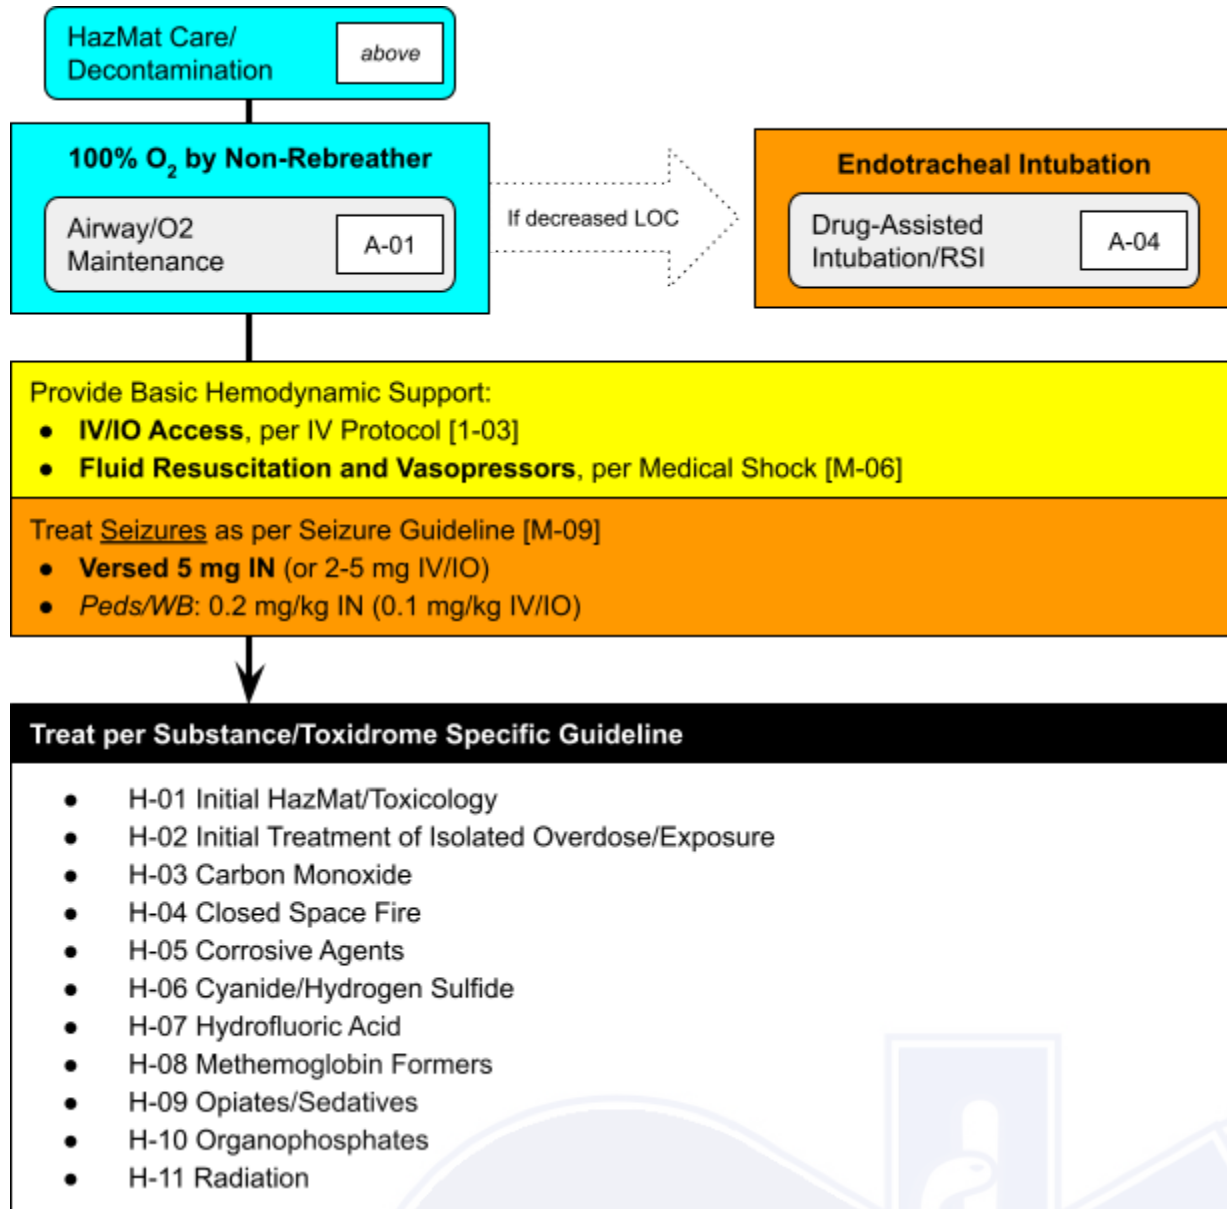 HazMat Care/
Decontamination
above
100% O2 by Non-Rebreather
Airway/O2
Maintenance
A-01
If decreased LOC
Endotracheal Intubation
Drug-Assisted
Intubation/RSI
A-04
Provide Basic Hemodynamic Support:
● IV/IO Access, per IV Protocol [1-03]
● Fluid Resuscitation and Vasopressors, per Medical Shock [M-06]
Treat Seizures as per Seizure Guideline [M-09]
● Versed 5 mg IN (or 2-5 mg IV/IO)
● Peds/WB: 0.2 mg/kg IN (0.1 mg/kg IV/IO)
Treat per Substance/Toxidrome Specific Guideline
● H-01 Initial HazMat/Toxicology
● H-02 Initial Treatment of Isolated Overdose/Exposure
● H-03 Carbon Monoxide
● H-04 Closed Space Fire
● H-05 Corrosive Agents
● H-06 Cyanide/Hydrogen Sulfide
● H-07 Hydrofluoric Acid
● H-08 Methemoglobin Formers
● H-09 Opiates/Sedatives
● H-10 Organophosphates
● H-11 Radiation